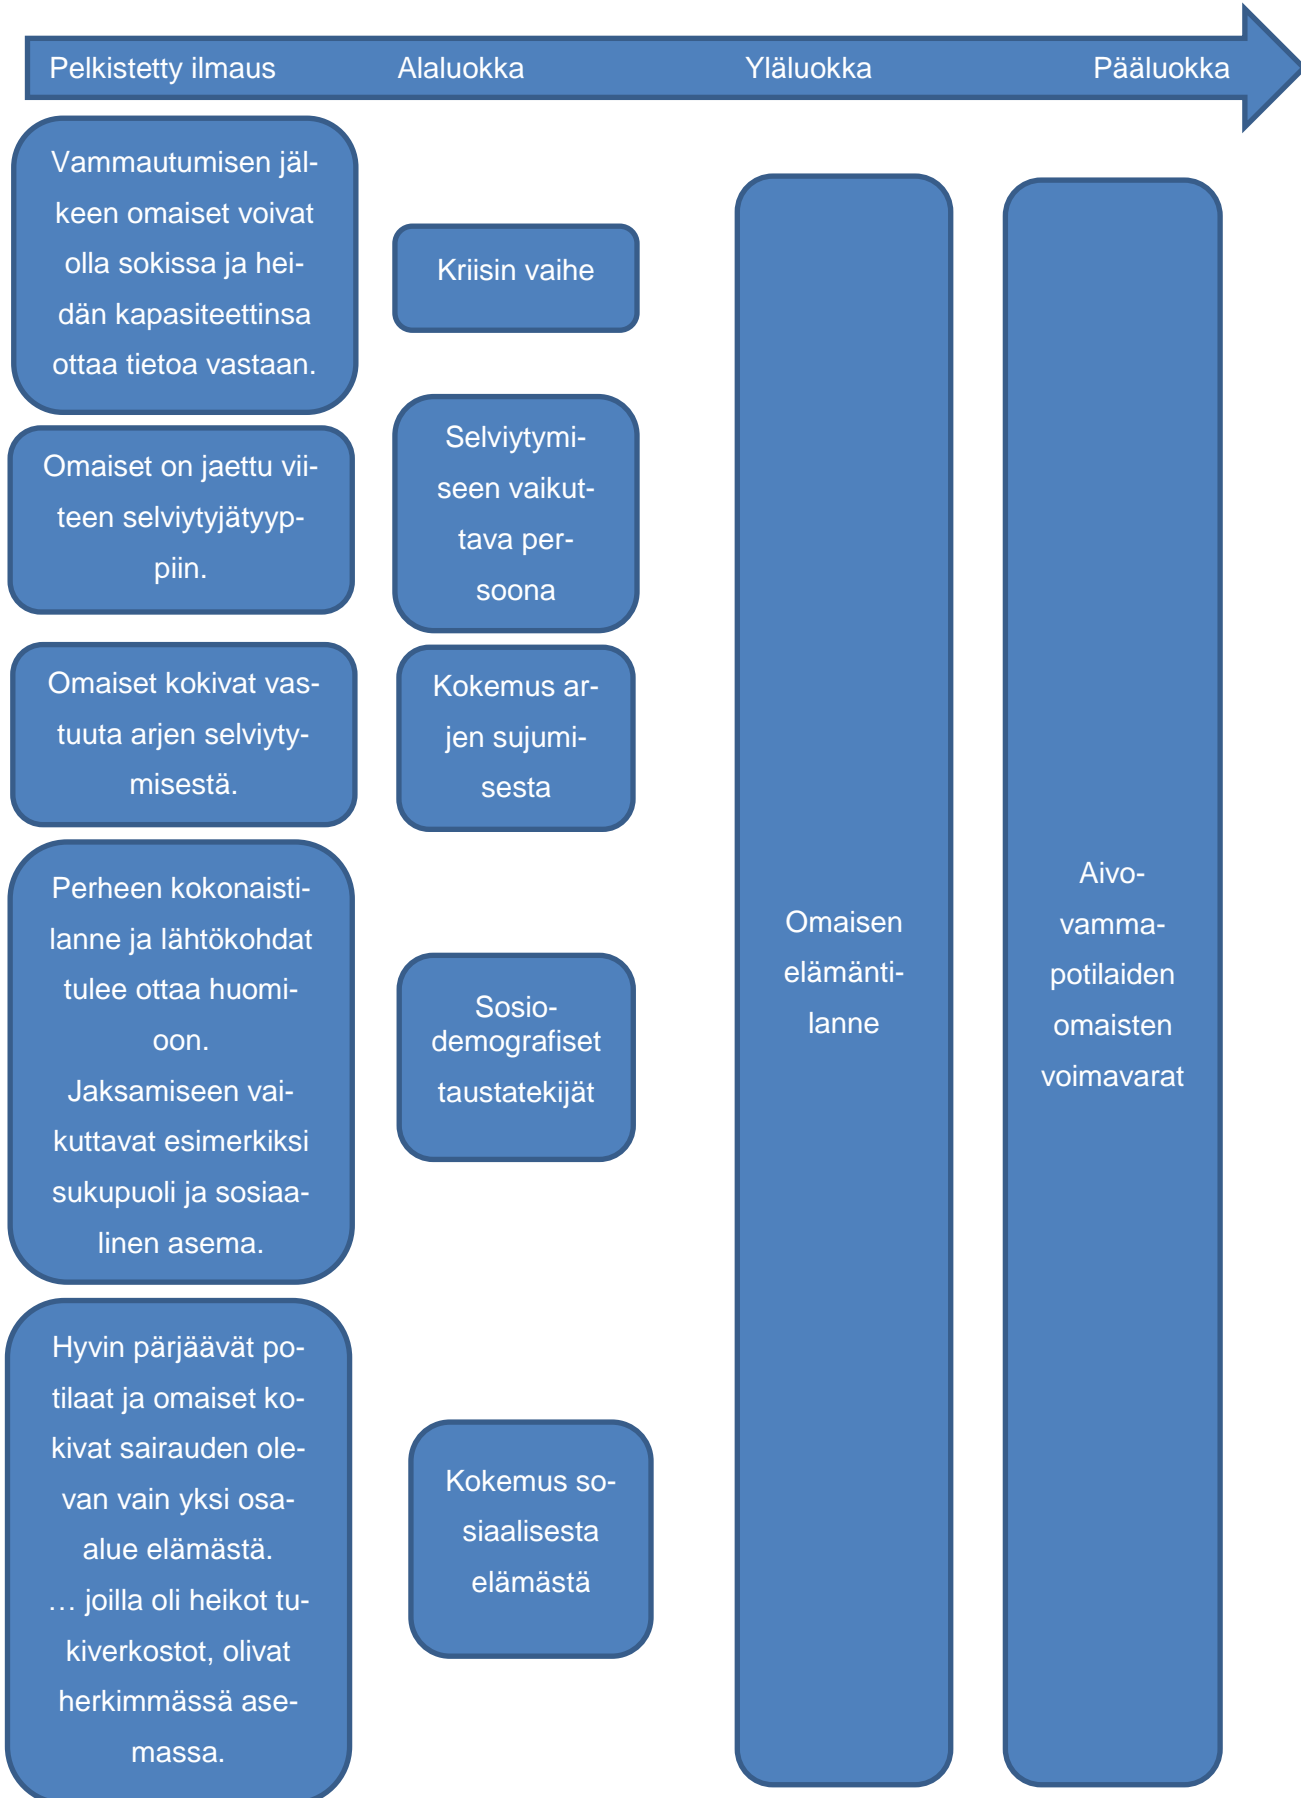 Pelkistetty ilmaus Alaluokka Yläluokka Pääluokka
Vammautumisen jäl-
keen omaiset voivat
olla sokissa ja hei-
dän kapasiteettinsa
ottaa tietoa vastaan.
Kriisin vaihe
Omaiset on jaettu vii-
teen selviytyjätyyp-
piin.
Selviytymi-
seen vaikut-
tava per-
soona
Omaiset kokivat vas-
tuuta arjen selviyty-
misestä.
Kokemus ar-
jen sujumi-
sesta
Perheen kokonaisti-
lanne ja lähtökohdat
tulee ottaa huomi-
oon.
Jaksamiseen vai-
kuttavat esimerkiksi
sukupuoli ja sosiaa-
linen asema.
Sosio-
demografiset
taustatekijät
Hyvin pärjäävät po-
tilaat ja omaiset ko-
kivat sairauden ole-
van vain yksi osa-
alue elämästä.
… joilla oli heikot tu-
kiverkostot, olivat
herkimmässä ase-
massa.
Kokemus so-
siaalisesta
elämästä
Omaisen
elämänti-
lanne
Aivo-
vamma-
potilaiden
omaisten
voimavarat